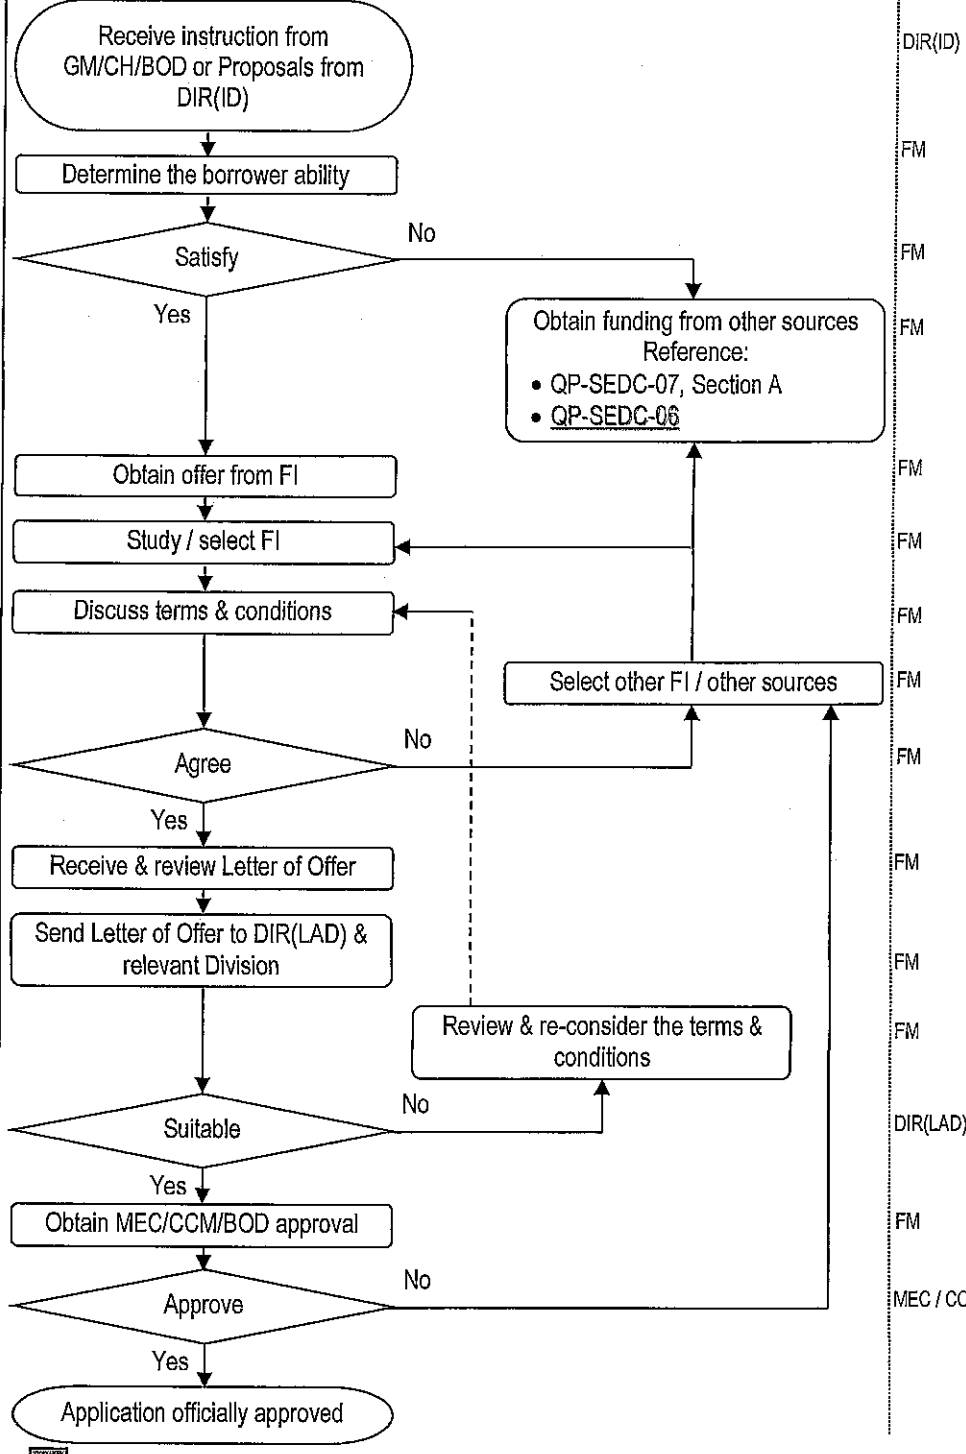 Receive instruction from
GM/CH/BOD or Proposals from
DIR(ID)
DIR(ID)
Determine the borrower ability
FM
Satisfy
No
Yes
FM
Obtain funding from other sources
Reference:
• QP-SEDC-07, Section A
• QP-SEDC-06
FM
Obtain offer from FI
FM
Study / select FI
FM
Discuss terms & conditions
FM
Select other FI / other sources
FM
Agree
No
Yes
FM
Receive & review Letter of Offer
FM
Send Letter of Offer to DIR(LAD) &
relevant Division
FM
Review & re-consider the terms &
conditions
FM
Suitable
No
Yes
DIR(LAD)
Obtain MEC/CCM/BOD approval
FM
Approve
No
Yes
MEC / CC
Application officially approved